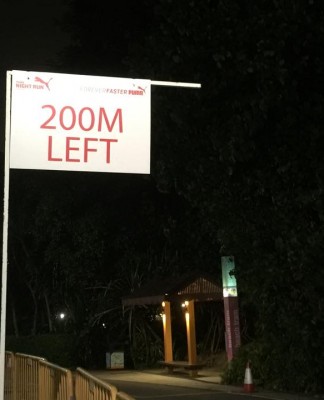 NIGHT RUN
FOREVER FASTER PUMA
200M
LEFT